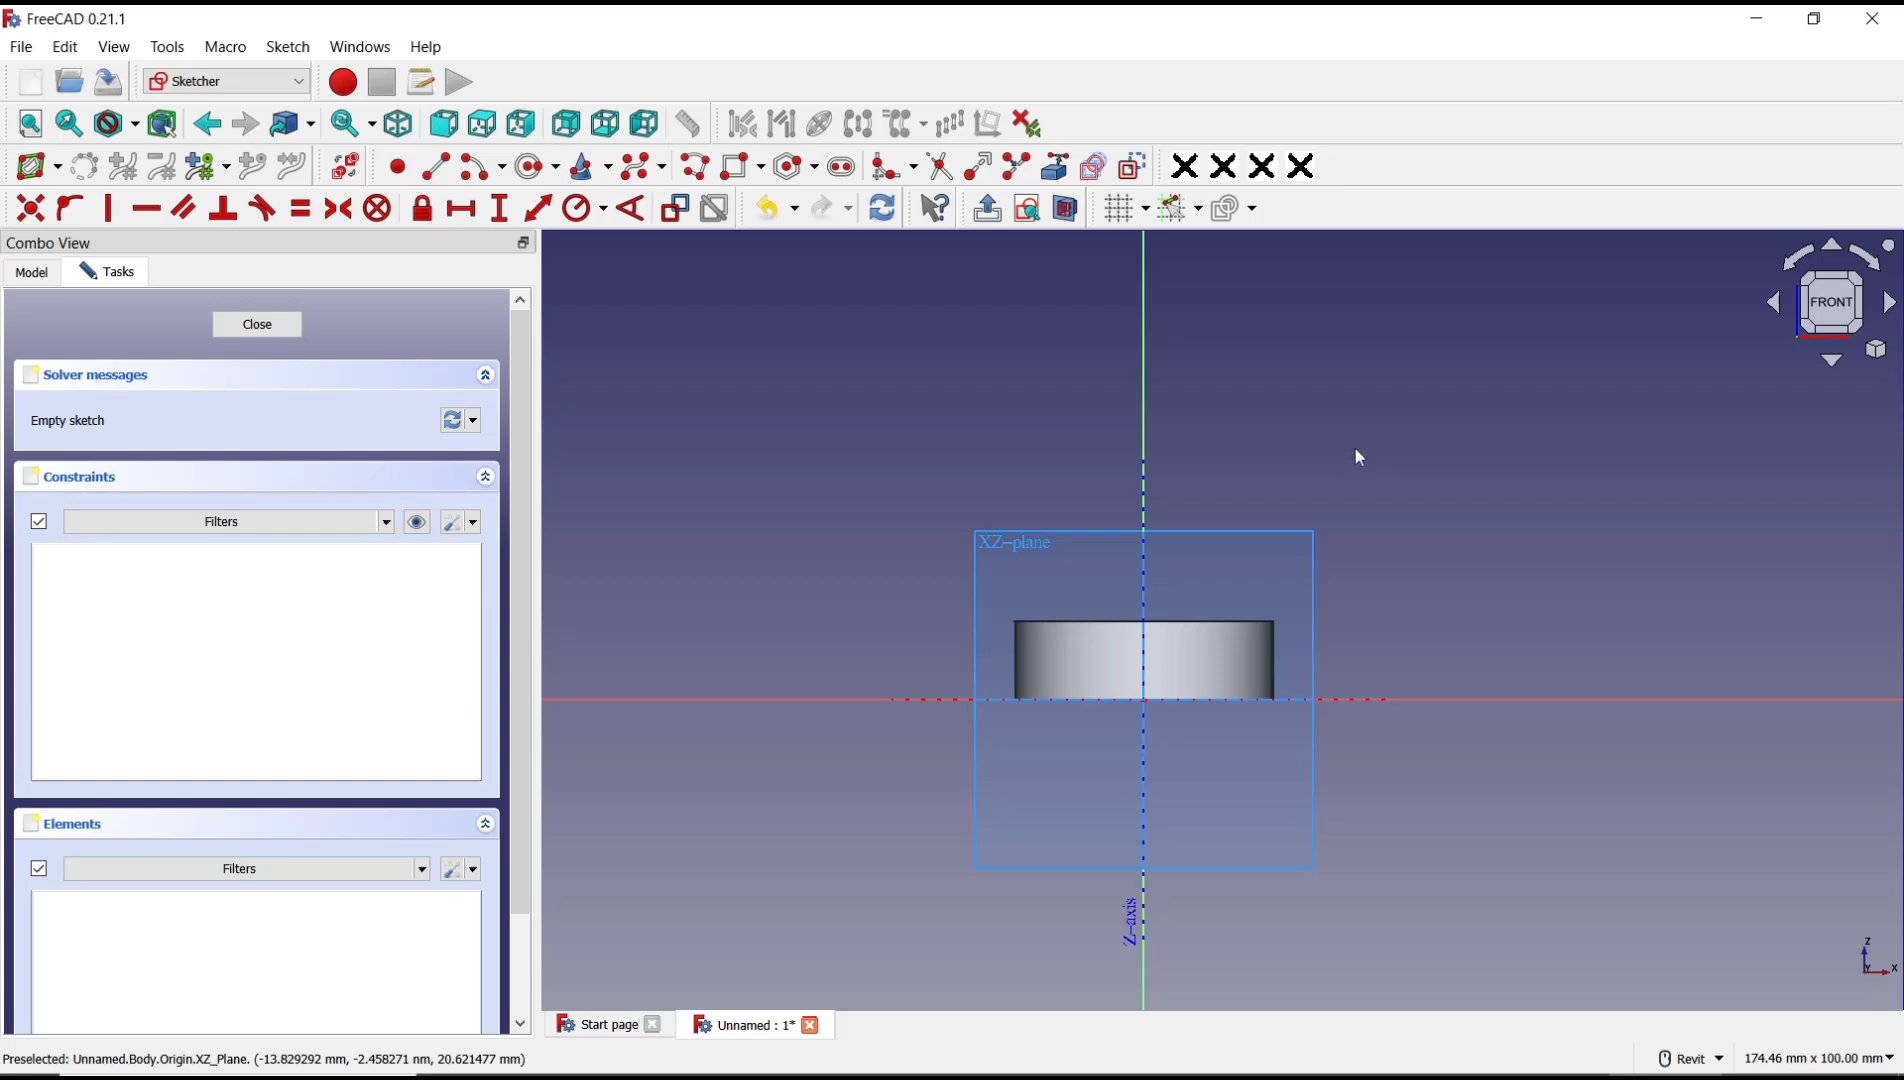 FreeCAD 0.21.1
File Edit View Tools Macro Sketch Windows Help
Sketcher
Combo View
Model Tasks
Close
Solver messages
Empty sketch
Constraints
Filters
Elements
Filters
FRONT
XZ-plane
Z-axis
Z
Y X
Start page Unnamed : 1*
Preselected: Unnamed.Body.Origin.XZ_Plane. (-13.829292 mm, -2.458271 nm, 20.621477 mm)
Revit 174.46 mm x 100.00 mm